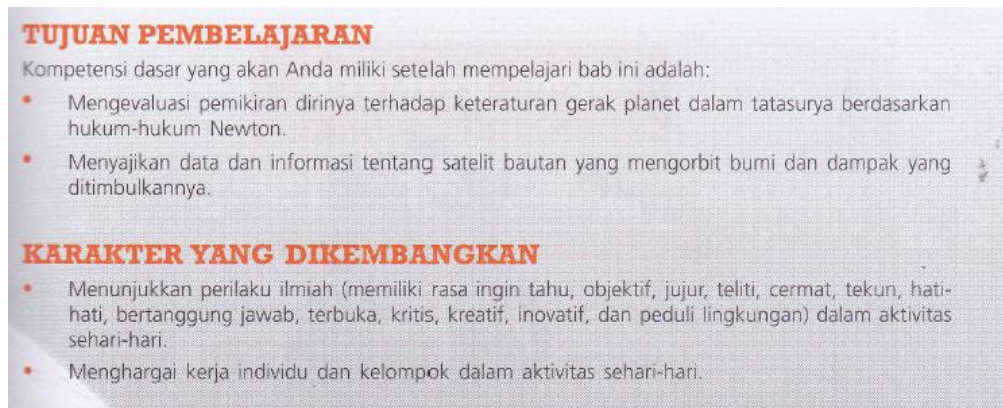 TUJUAN PEMBELAJARAN
Kompetensi dasar yang akan Anda miliki setelah mempelajari bab ini adalah:
• Mengevaluasi pemikiran dirinya terhadap keteraturan gerak planet dalam tatasurya berdasarkan
hukum-hukum Newton.
• Menyajikan data dan informasi tentang satelit bautan yang mengorbit bumi dan dampak yang
ditimbulkannya.
KARAKTER YANG DIKEMBANGKAN
• Menunjukkan perilaku ilmiah (memiliki rasa ingin tahu, objektif, jujur, teliti, cermat, tekun, hati-
hati, bertanggung jawab, terbuka, kritis, kreatif, inovatif, dan peduli lingkungan) dalam aktivitas
sehari-hari.
• Menghargai kerja individu dan kelompok dalam aktivitas sehari-hari.